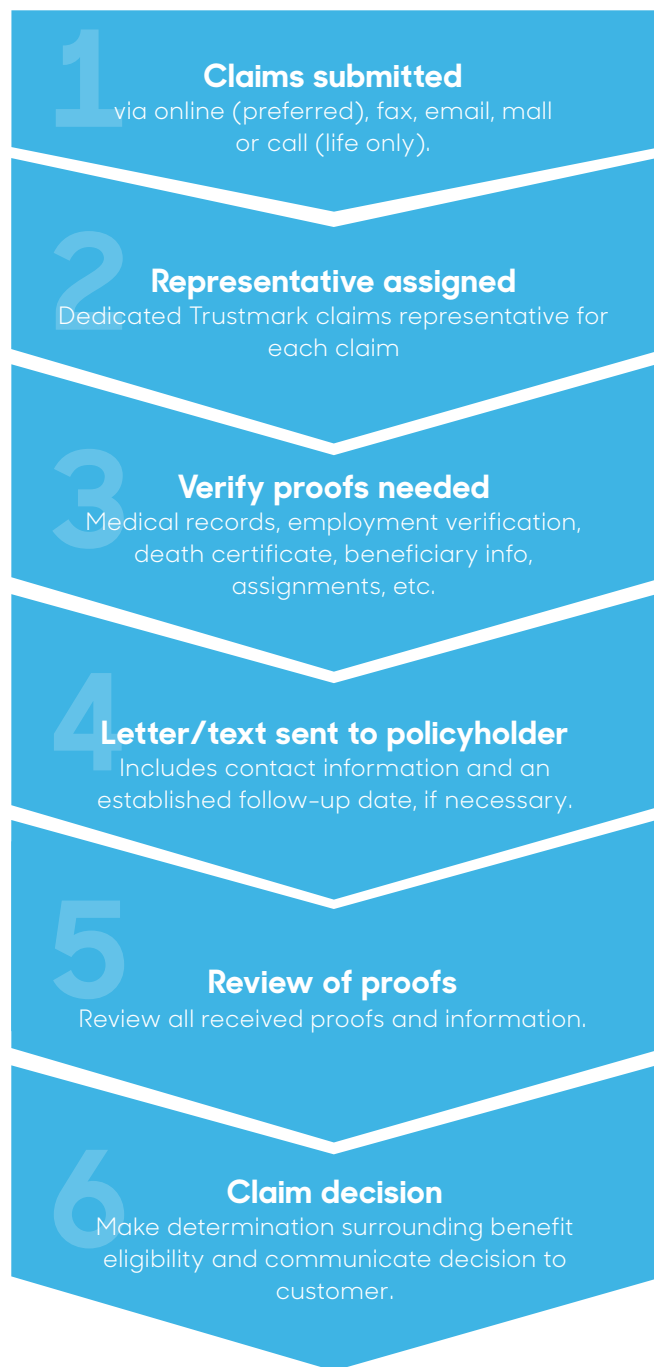 1
Claims submitted
via online (preferred), fax, email, mall
or call (life only).
2
Representative assigned
Dedicated Trustmark claims representative for
each claim
3
Verify proofs needed
Medical records, employment verification,
death certificate, beneficiary info,
assignments, etc.
4
Letter/text sent to policyholder
Includes contact information and an
established follow-up date, if necessary.
5
Review of proofs
Review all received proofs and information.
6
Claim decision
Make determination surrounding benefit
eligibility and communicate decision to
customer.